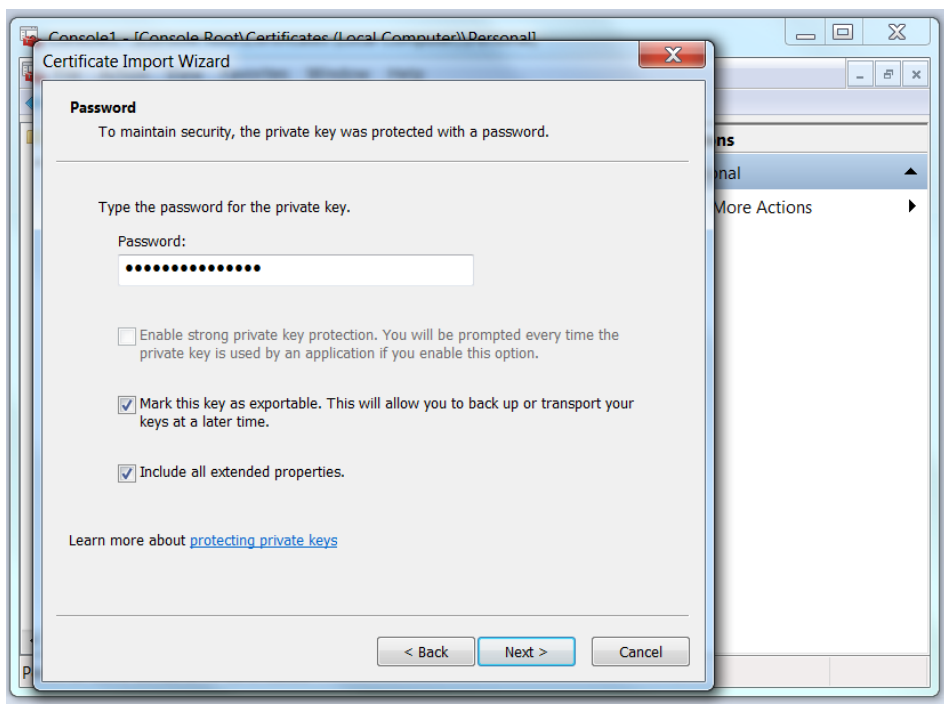 Console1 - [Console Root\Certificates (Local Computer)\Personal]
Certificate Import Wizard
Window Help
Password
To maintain security, the private key was protected with a password.
ns
onal
More Actions
Type the password for the private key.
Password:
•••••••••••••••
Enable strong private key protection. You will be prompted every time the
private key is used by an application if you enable this option.
Mark this key as exportable. This will allow you to back up or transport your
keys at a later time.
Include all extended properties.
Learn more about protecting private keys
< Back
Next >
Cancel
P